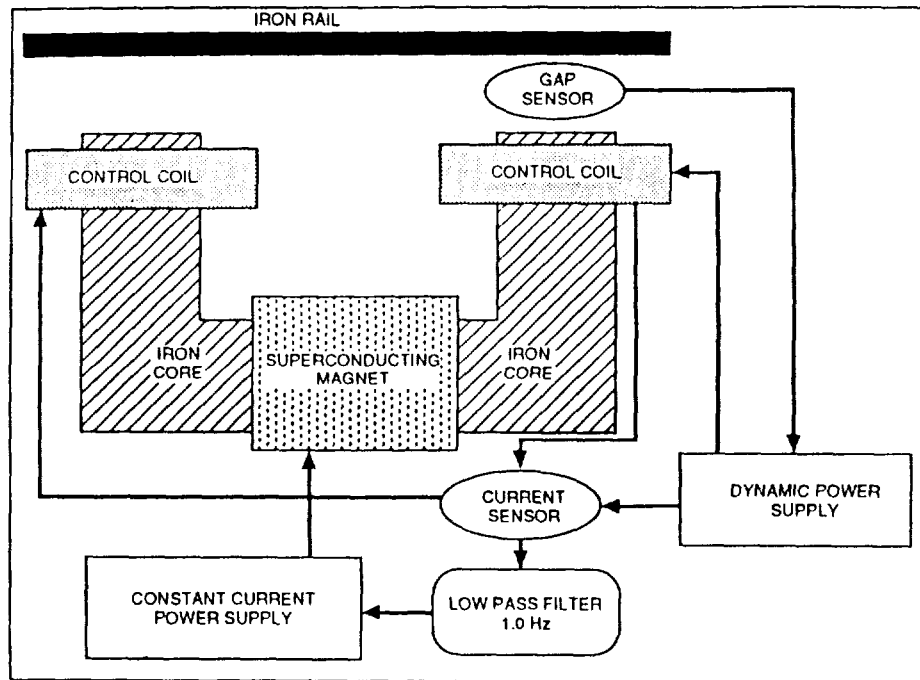 IRON RAIL
GAP
SENSOR
CONTROL COIL
CONTROL COIL
IRON
CORE
SUPERCONDUCTING
MAGNET
IRON
CORE
CURRENT
SENSOR
DYNAMIC POWER
SUPPLY
CONSTANT CURRENT
POWER SUPPLY
LOW PASS FILTER
1.0 Hz